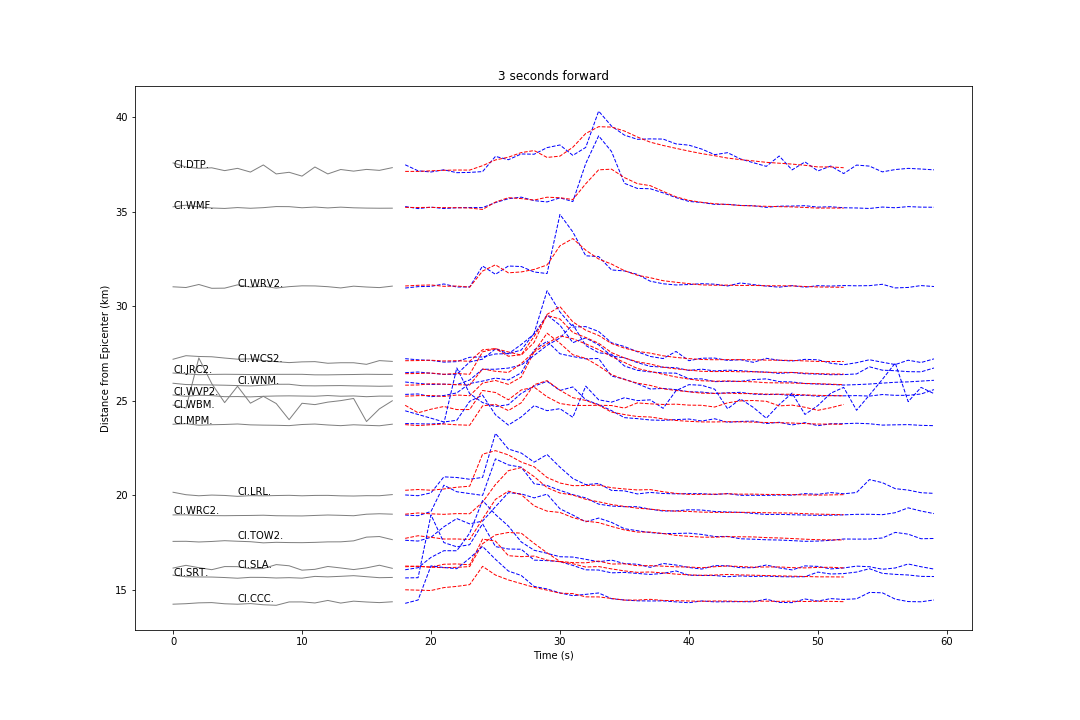 3 seconds forward
40
35
30
25
20
15
Distance from Epicenter (km)
CI.DTP.
CI.WMF.
CI.WRV2.
CI.WCS2.
CI.JRC2.
CI.WNM.
CI.WVP2.
CI.WBM.
CI.MPM.
CI.LRL.
CI.WRC2.
CI.TOW2.
CI.SLA.
CI.SRT.
CI.CCC.
0 10 20 30 40 50 60
Time (s)